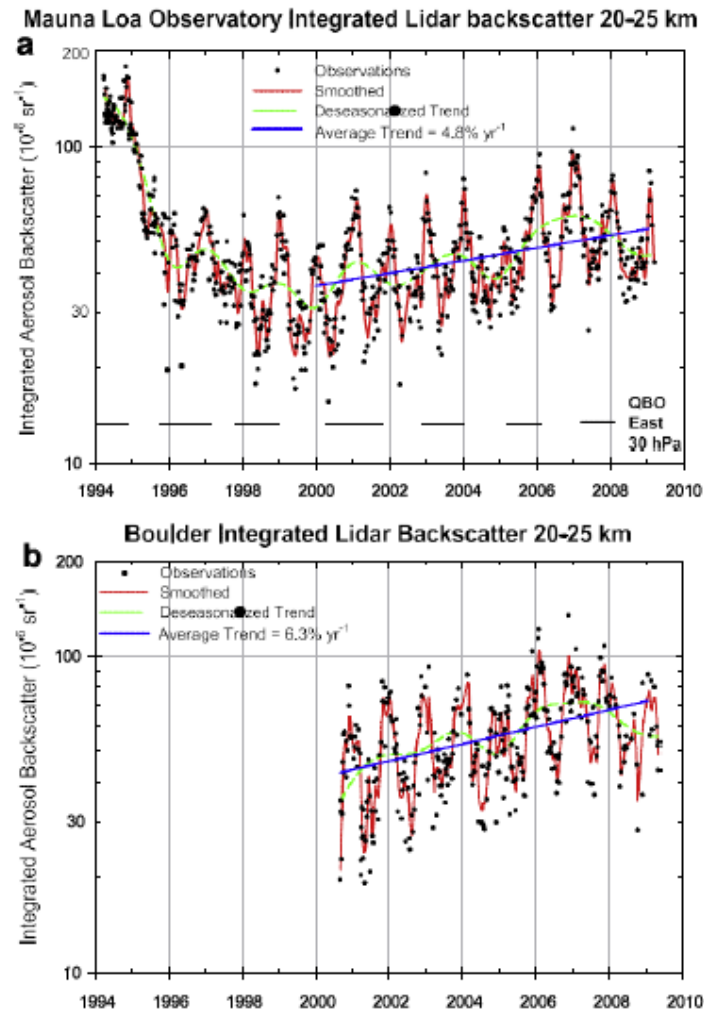 Mauna Loa Observatory Integrated Lidar backscatter 20-25 km
a
200
Observations
Smoothed
Deseasonalized Trend
Average Trend = 4.8% yr⁻¹
100
Integrated Aerosol Backscatter (10⁻⁶ sr⁻¹)
30
QBO
East
30 hPa
10
1994 1996 1998 2000 2002 2004 2006 2008 2010
Boulder Integrated Lidar Backscatter 20-25 km
b
200
Observations
Smoothed
Deseasonalized Trend
Average Trend = 6.3% yr⁻¹
100
Integrated Aerosol Backscatter (10⁻⁶ sr⁻¹)
30
10
1994 1996 1998 2000 2002 2004 2006 2008 2010